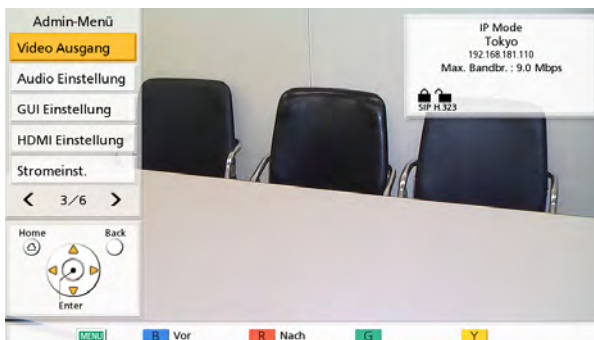 Admin-Menü
Video Ausgang
Audio Einstellung
GUI Einstellung
HDMI Einstellung
Stromeinst.
3/6
Home
Back
Enter
IP Mode
Tokyo
192.168.181.110
Max. Bandbr. : 9.0 Mbps
SIP H.323
MENU
B Vor
R Nach
G
Y